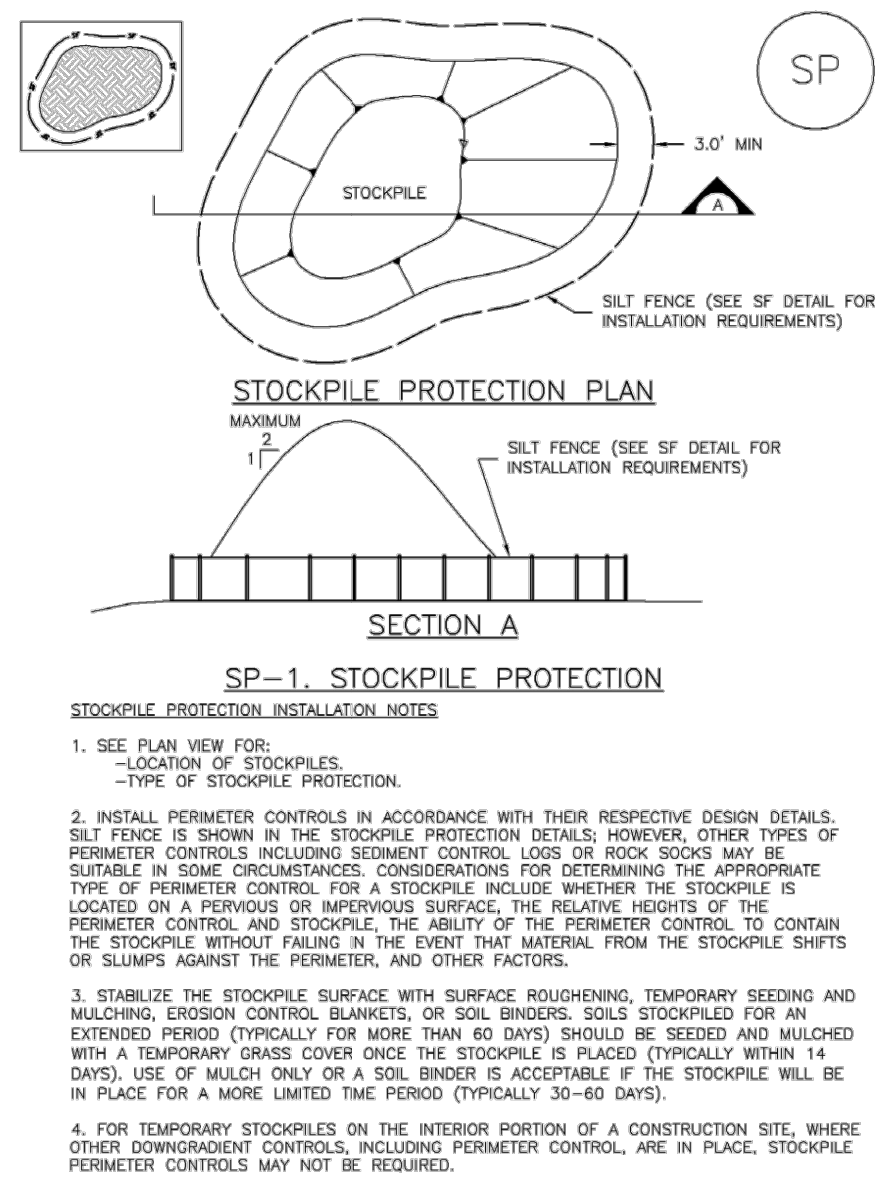 SF
SF
SF
SF
SF
SF
SF
SP
3.0' MIN
STOCKPILE
A
SILT FENCE (SEE SF DETAIL FOR
INSTALLATION REQUIREMENTS)
STOCKPILE PROTECTION PLAN
MAXIMUM
2
1
SILT FENCE (SEE SF DETAIL FOR
INSTALLATION REQUIREMENTS)
SECTION A
SP-1. STOCKPILE PROTECTION
STOCKPILE PROTECTION INSTALLATION NOTES
1. SEE PLAN VIEW FOR:
-LOCATION OF STOCKPILES.
-TYPE OF STOCKPILE PROTECTION.
2. INSTALL PERIMETER CONTROLS IN ACCORDANCE WITH THEIR RESPECTIVE DESIGN DETAILS.
SILT FENCE IS SHOWN IN THE STOCKPILE PROTECTION DETAILS; HOWEVER, OTHER TYPES OF
PERIMETER CONTROLS INCLUDING SEDIMENT CONTROL LOGS OR ROCK SOCKS MAY BE
SUITABLE IN SOME CIRCUMSTANCES. CONSIDERATIONS FOR DETERMINING THE APPROPRIATE
TYPE OF PERIMETER CONTROL FOR A STOCKPILE INCLUDE WHETHER THE STOCKPILE IS
LOCATED ON A PERVIOUS OR IMPERVIOUS SURFACE, THE RELATIVE HEIGHTS OF THE
PERIMETER CONTROL AND STOCKPILE, THE ABILITY OF THE PERIMETER CONTROL TO CONTAIN
THE STOCKPILE WITHOUT FAILING IN THE EVENT THAT MATERIAL FROM THE STOCKPILE SHIFTS
OR SLUMPS AGAINST THE PERIMETER, AND OTHER FACTORS.
3. STABILIZE THE STOCKPILE SURFACE WITH SURFACE ROUGHENING, TEMPORARY SEEDING AND
MULCHING, EROSION CONTROL BLANKETS, OR SOIL BINDERS. SOILS STOCKPILED FOR AN
EXTENDED PERIOD (TYPICALLY FOR MORE THAN 60 DAYS) SHOULD BE SEEDED AND MULCHED
WITH A TEMPORARY GRASS COVER ONCE THE STOCKPILE IS PLACED (TYPICALLY WITHIN 14
DAYS). USE OF MULCH ONLY OR A SOIL BINDER IS ACCEPTABLE IF THE STOCKPILE WILL BE
IN PLACE FOR A MORE LIMITED TIME PERIOD (TYPICALLY 30-60 DAYS).
4. FOR TEMPORARY STOCKPILES ON THE INTERIOR PORTION OF A CONSTRUCTION SITE, WHERE
OTHER DOWNGRADIENT CONTROLS, INCLUDING PERIMETER CONTROL, ARE IN PLACE, STOCKPILE
PERIMETER CONTROLS MAY NOT BE REQUIRED.